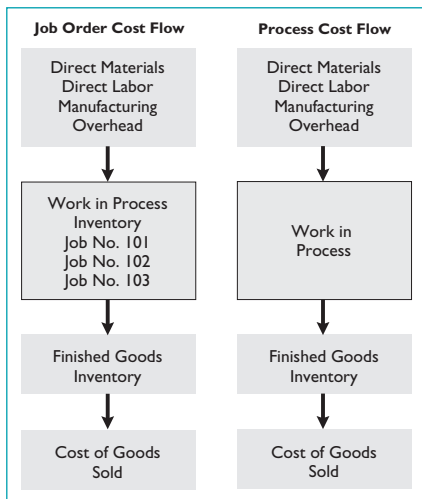 Job Order Cost Flow
Direct Materials
Direct Labor
Manufacturing
Overhead
Work in Process
Inventory
Job No. 101
Job No. 102
Job No. 103
Finished Goods
Inventory
Cost of Goods
Sold
Process Cost Flow
Direct Materials
Direct Labor
Manufacturing
Overhead
Work in
Process
Finished Goods
Inventory
Cost of Goods
Sold